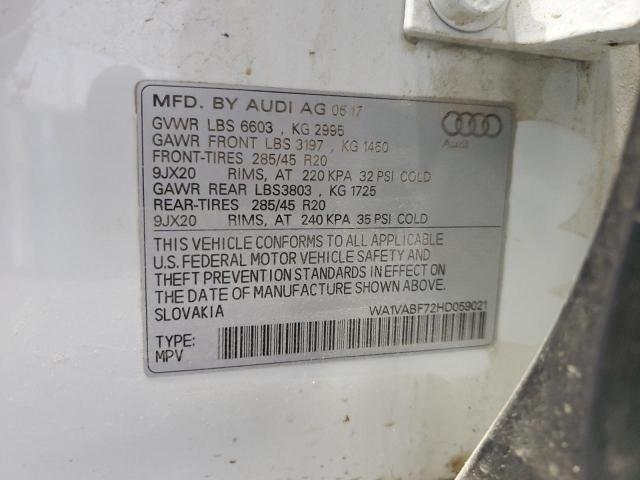 MFD. BY AUDI AG 05 17
GVWR LBS 6603 , KG 2995
GAWR FRONT LBS 3197 , KG 1450
FRONT-TIRES 285/45 R20
9JX20 RIMS, AT 220 KPA 32 PSI COLD
GAWR REAR LBS3803 , KG 1725
REAR-TIRES 285/45 R20
9JX20 RIMS, AT 240 KPA 35 PSI COLD
Audi
THIS VEHICLE CONFORMS TO ALL APPLICABLE
U.S. FEDERAL MOTOR VEHICLE SAFETY AND
THEFT PREVENTION STANDARDS IN EFFECT ON
THE DATE OF MANUFACTURE SHOWN ABOVE
SLOVAKIA WA1VABF72HD059021
TYPE:
MPV